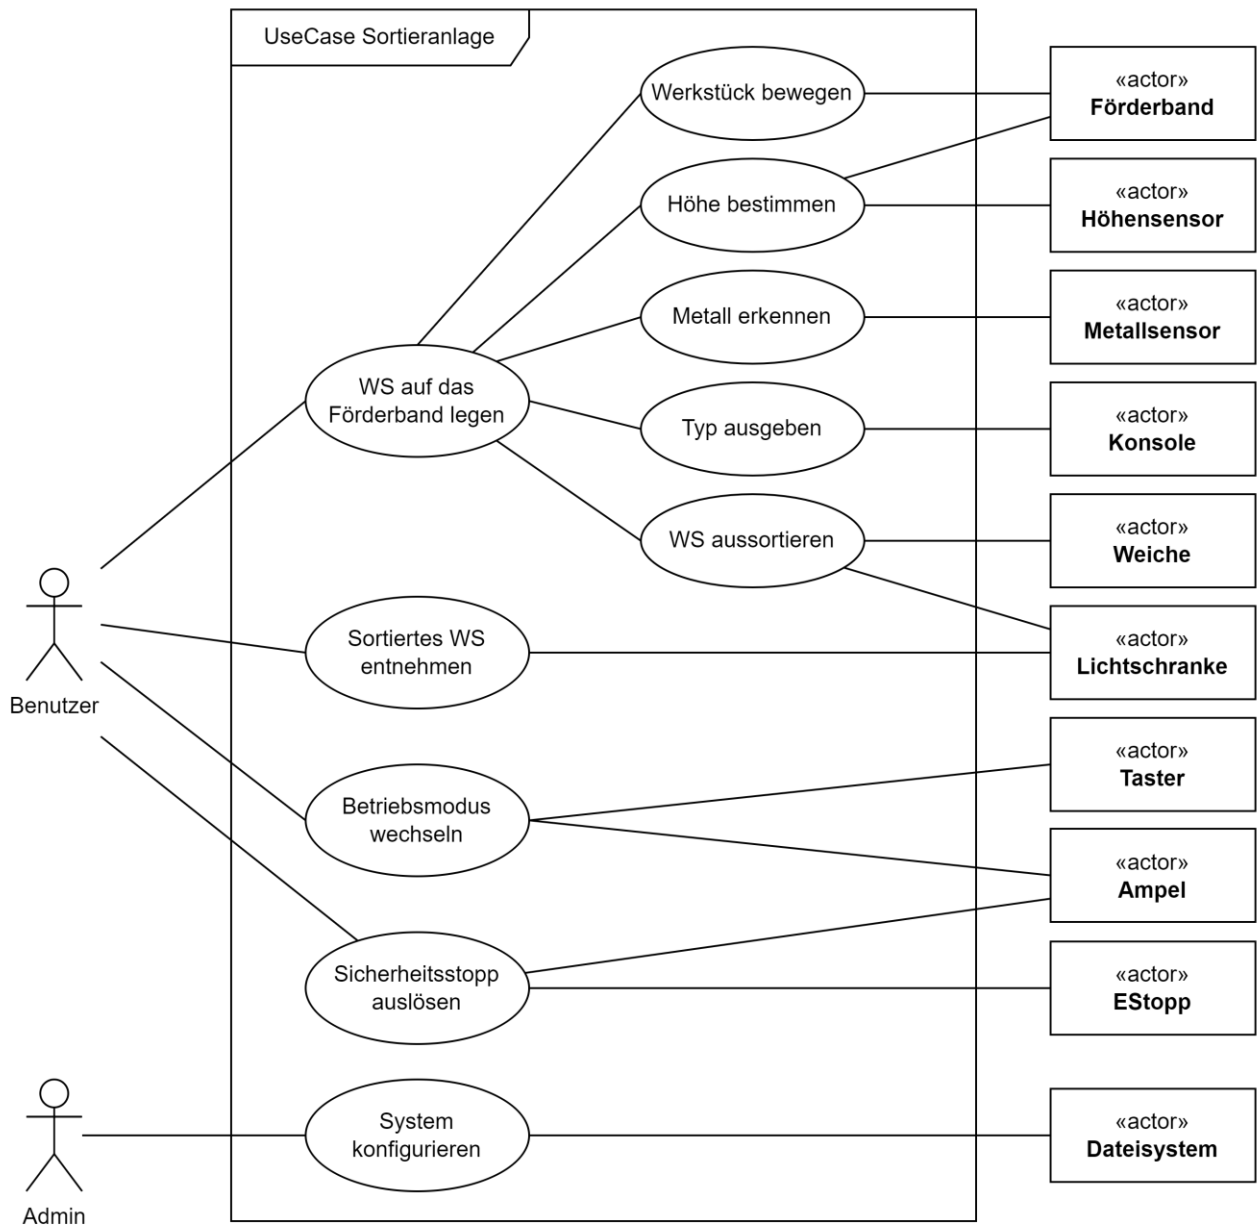 UseCase Sortieranlage
Werkstück bewegen
«actor»
Förderband
Höhe bestimmen
«actor»
Höhensensor
Metall erkennen
«actor»
Metallsensor
WS auf das
Förderband legen
Typ ausgeben
«actor»
Konsole
WS aussortieren
«actor»
Weiche
Benutzer
Sortiertes WS
entnehmen
«actor»
Lichtschranke
Betriebsmodus
wechseln
«actor»
Taster
«actor»
Ampel
Sicherheitsstopp
auslösen
«actor»
EStopp
Admin
System
konfigurieren
«actor»
Dateisystem